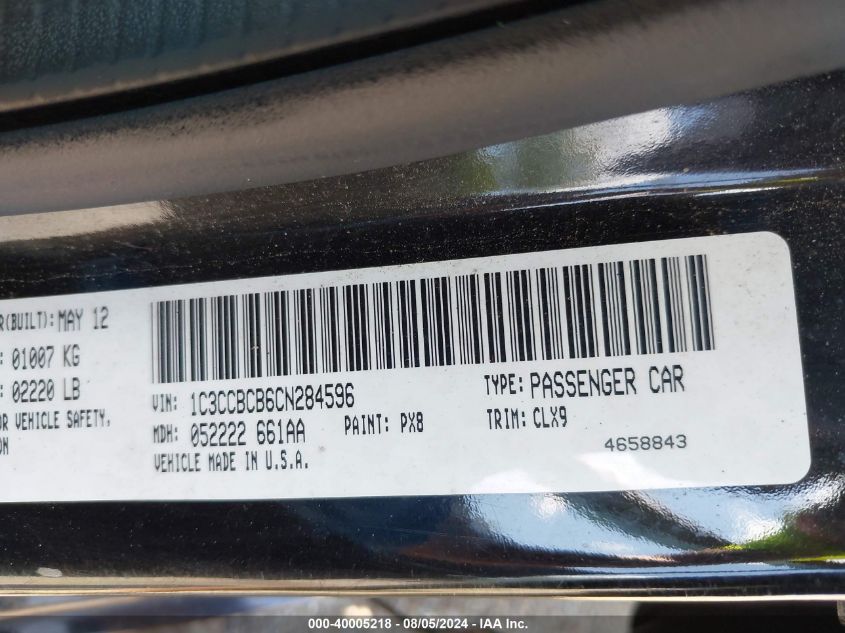 R(BUILT): MAY 12
: 01007 KG
: 02220 LB
OR VEHICLE SAFETY,
ON
VIN: 1C3CCBCB6CN284596
TYPE: PASSENGER CAR
MDH: 052222 661AA
PAINT: PX8
TRIM: CLX9
VEHICLE MADE IN U.S.A.
4658843
000-40005218 - 08/05/2024 - IAA Inc.